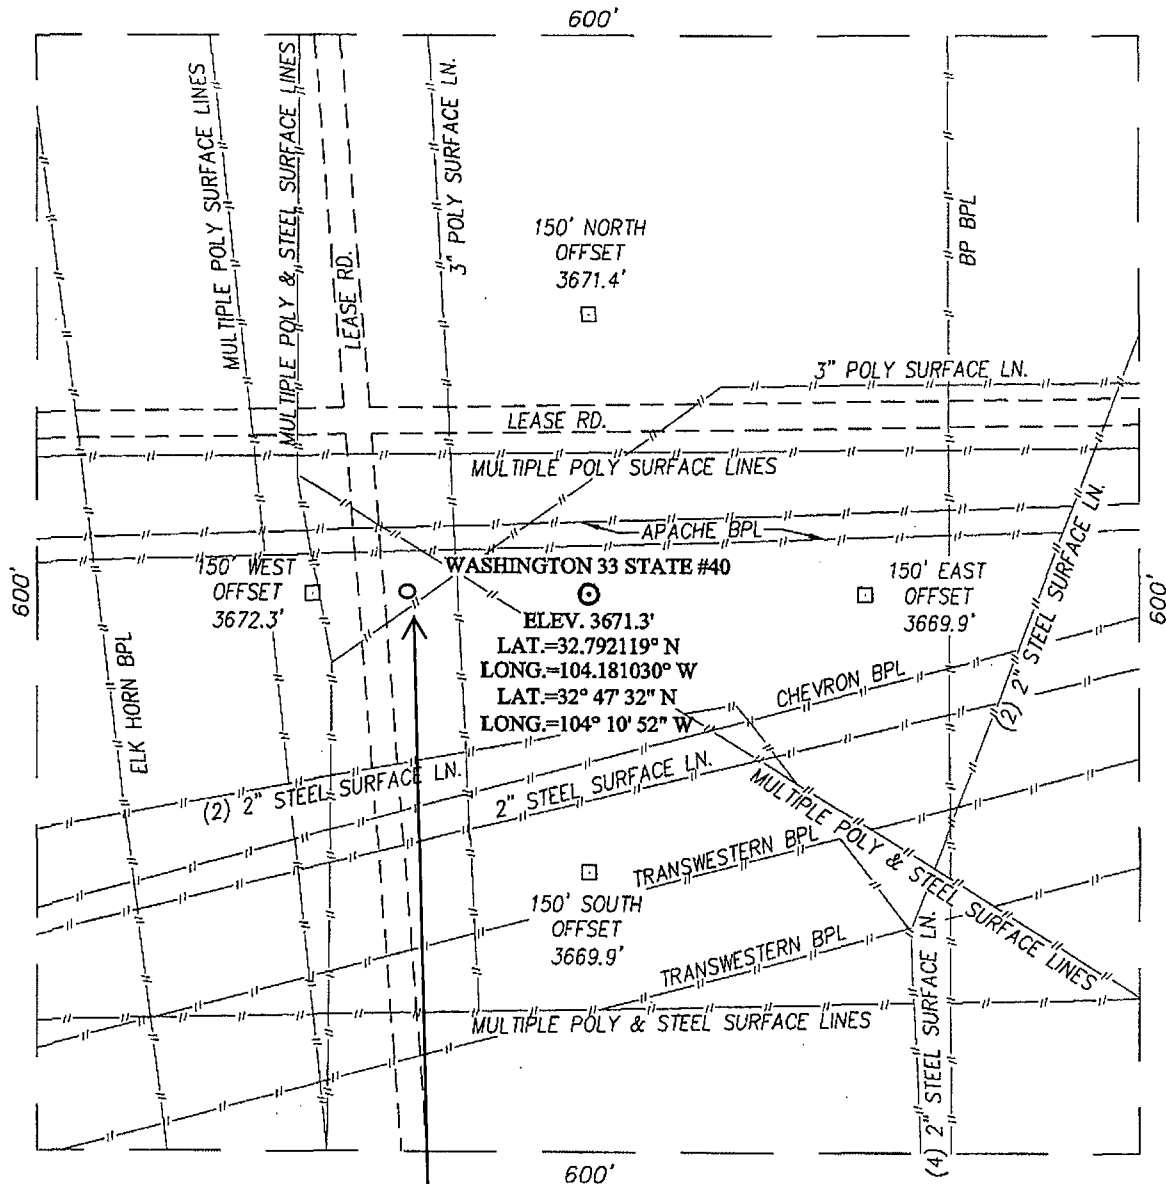 600'
MULTIPLE POLY SURFACE LINES
MULTIPLE POLY & STEEL SURFACE LINES
LEASE RD.
3" POLY SURFACE LN.
BP BPL
150' NORTH
OFFSET
3671.4'
3" POLY SURFACE LN.
LEASE RD.
MULTIPLE POLY SURFACE LINES
APACHE BPL
600'
150' WEST
OFFSET
3672.3'
WASHINGTON 33 STATE #40
ELEV. 3671.3'
LAT.=32.792119° N
LONG.=104.181030° W
LAT.=32° 47' 32" N
LONG.=104° 10' 52" W
150' EAST
OFFSET
3669.9'
(2) 2" STEEL SURFACE LN.
600'
ELK HORN BPL
CHEVRON BPL
(2) 2" STEEL SURFACE LN.
2" STEEL SURFACE LN.
MULTIPLE POLY & STEEL SURFACE LINES
TRANSWESTERN BPL
150' SOUTH
OFFSET
3669.9'
TRANSWESTERN BPL
MULTIPLE POLY & STEEL SURFACE LINES
(4) 2" STEEL SURFACE LN.
600'